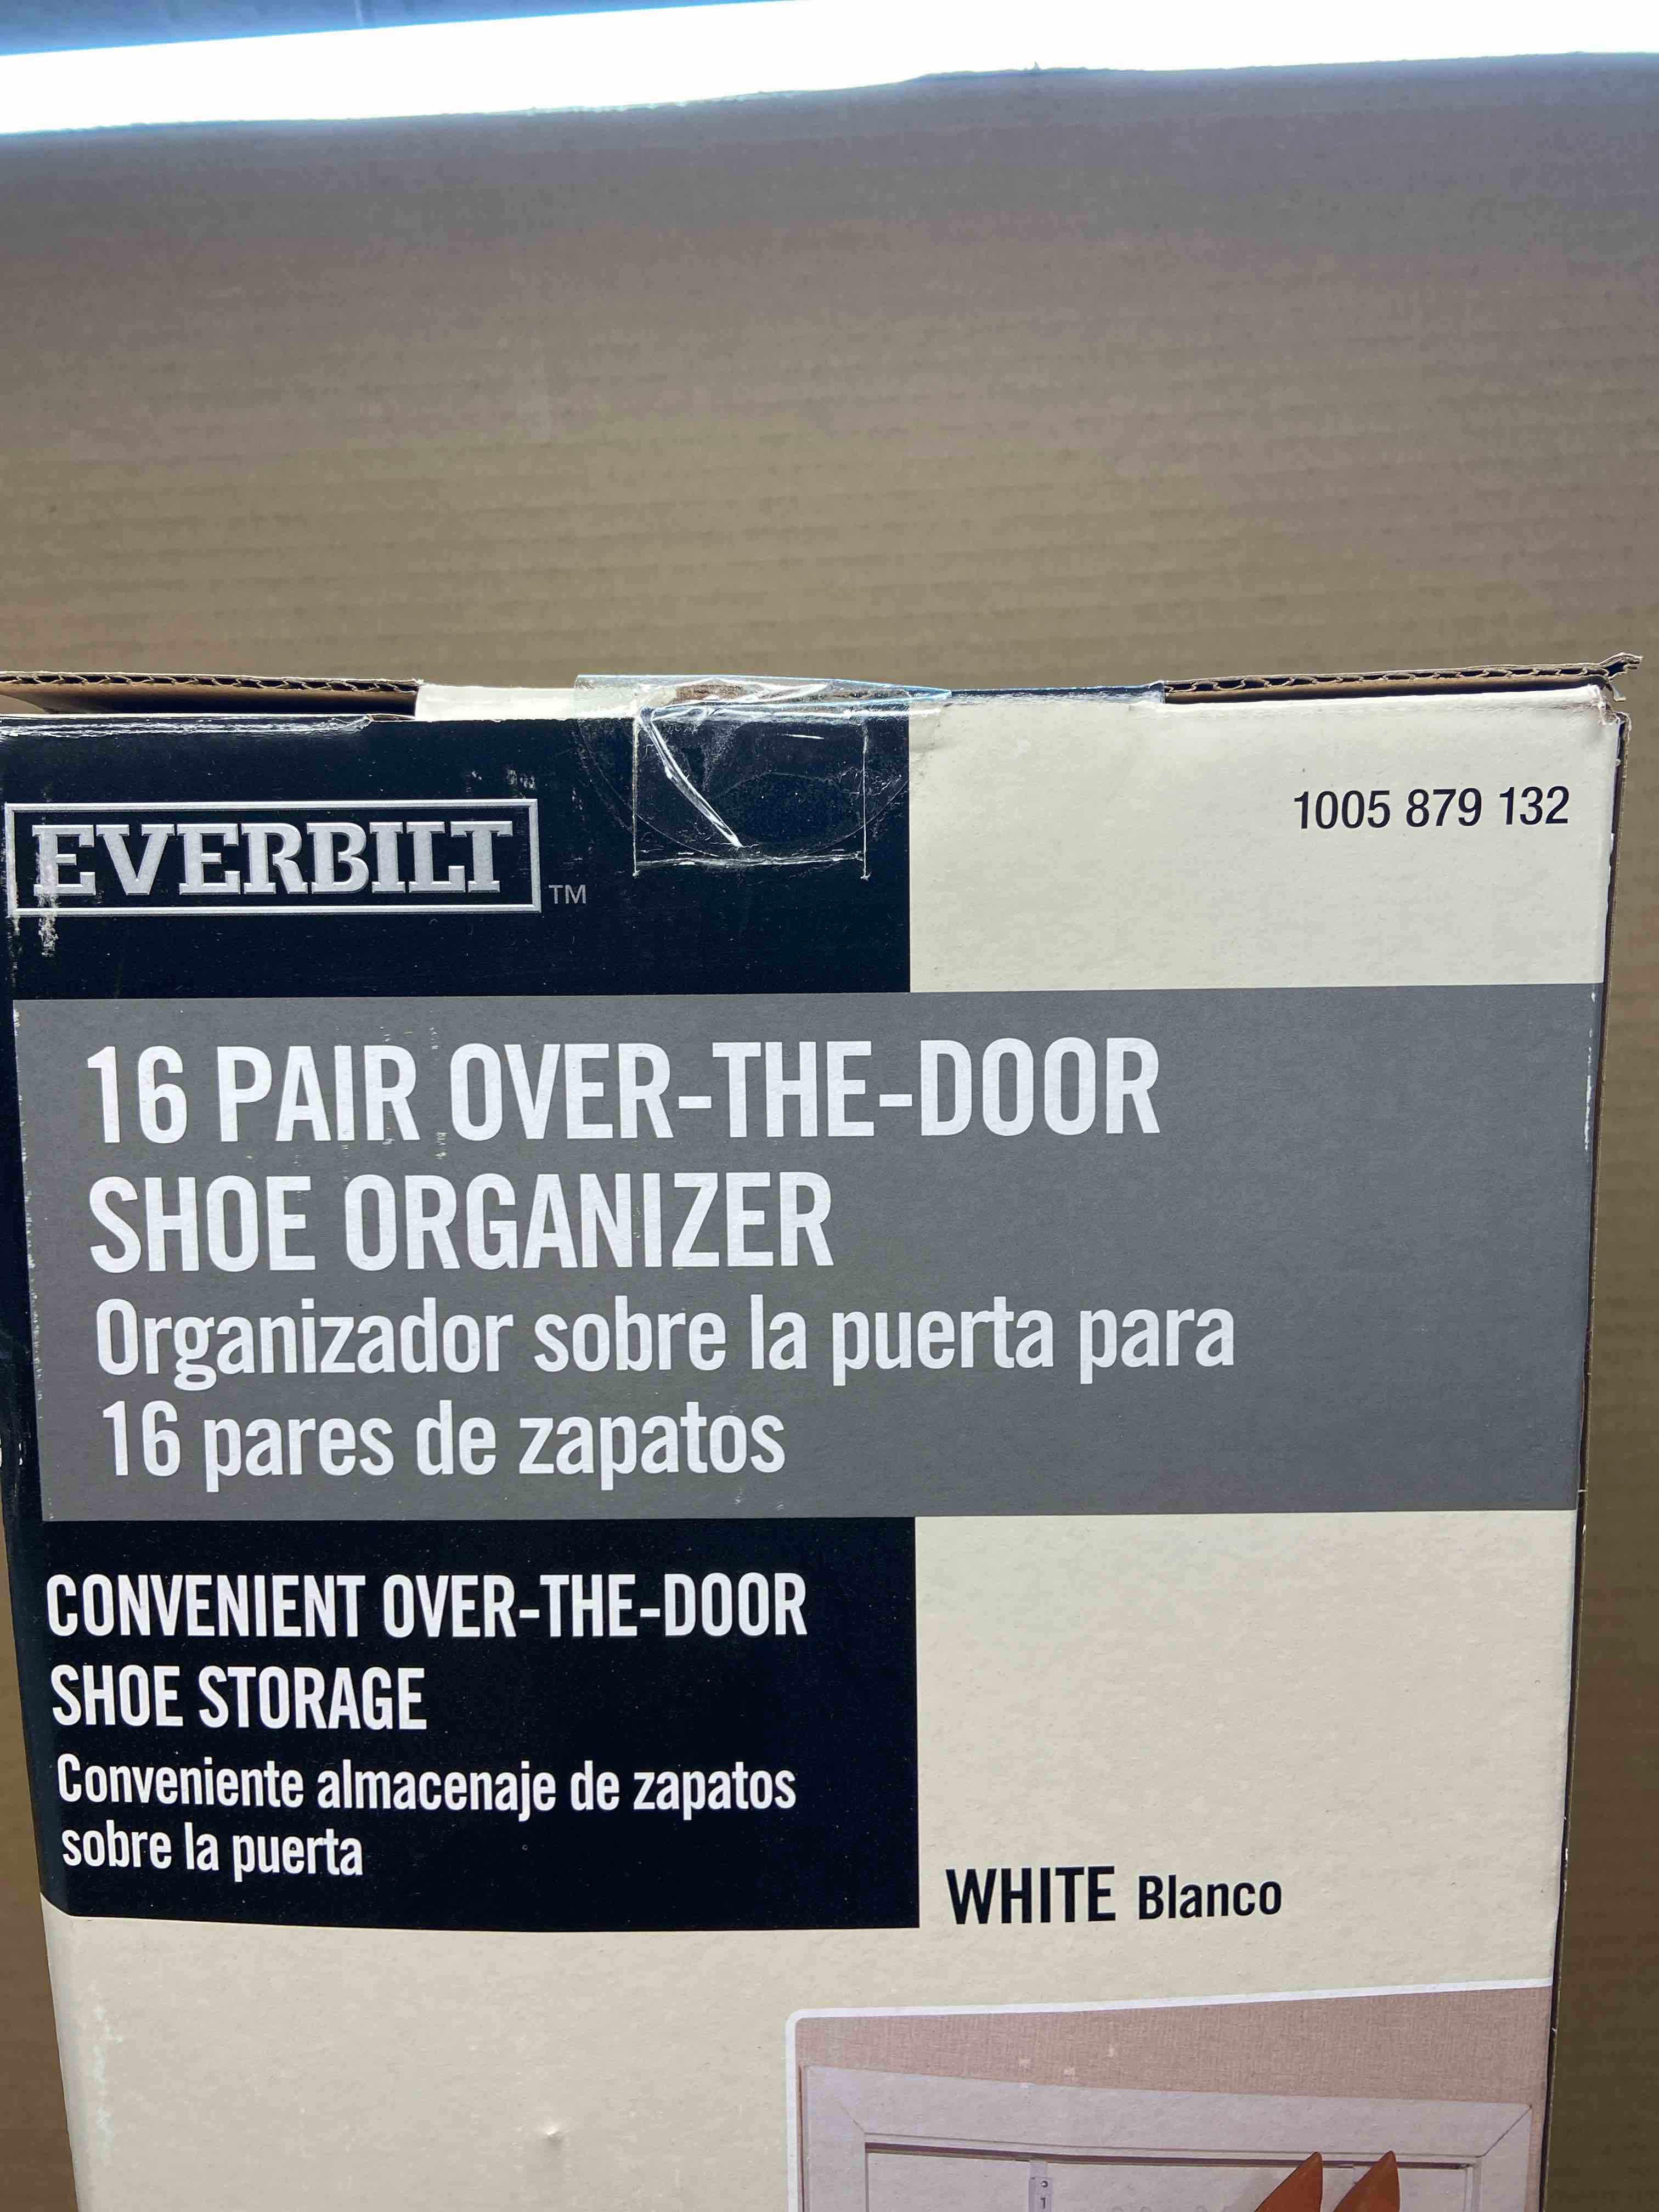 EVERBILT TM
1005 879 132
16 PAIR OVER-THE-DOOR
SHOE ORGANIZER
Organizador sobre la puerta para
16 pares de zapatos
CONVENIENT OVER-THE-DOOR
SHOE STORAGE
Conveniente almacenaje de zapatos
sobre la puerta
WHITE Blanco